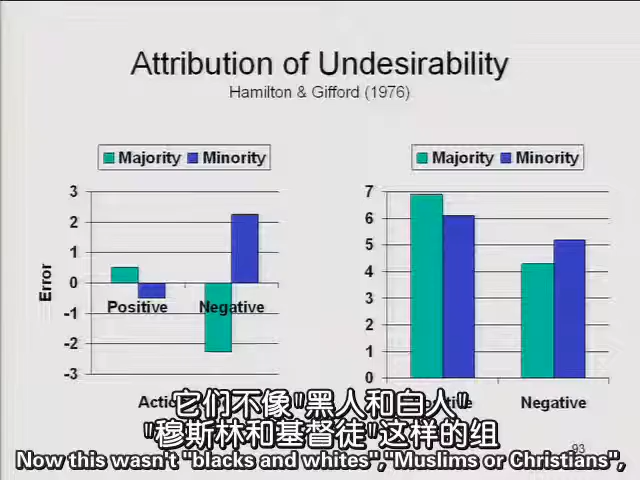 Attribution of Undesirability
Hamilton & Gifford (1976)
Majority Minority
Majority Minority
3
2
1
0
-1
-2
-3
Error
Positive Negative
7
6
5
4
3
2
1
0
Negative
93
它们不像"黑人和白人"
"穆斯林和基督徒"这样的组
Now this wasn't "blacks and whites","Muslims or Christians",